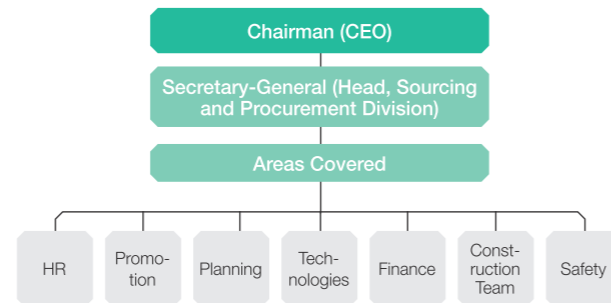 Chairman (CEO)
Secretary-General (Head, Sourcing
and Procurement Division)
Areas Covered
HR
Promo-
tion
Planning
Tech-
nologies
Finance
Const-
ruction
Team
Safety